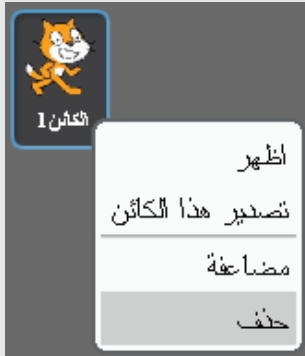 الكائن1
اظهر
تصدير هذا الكائن
مضاعفة
حذف